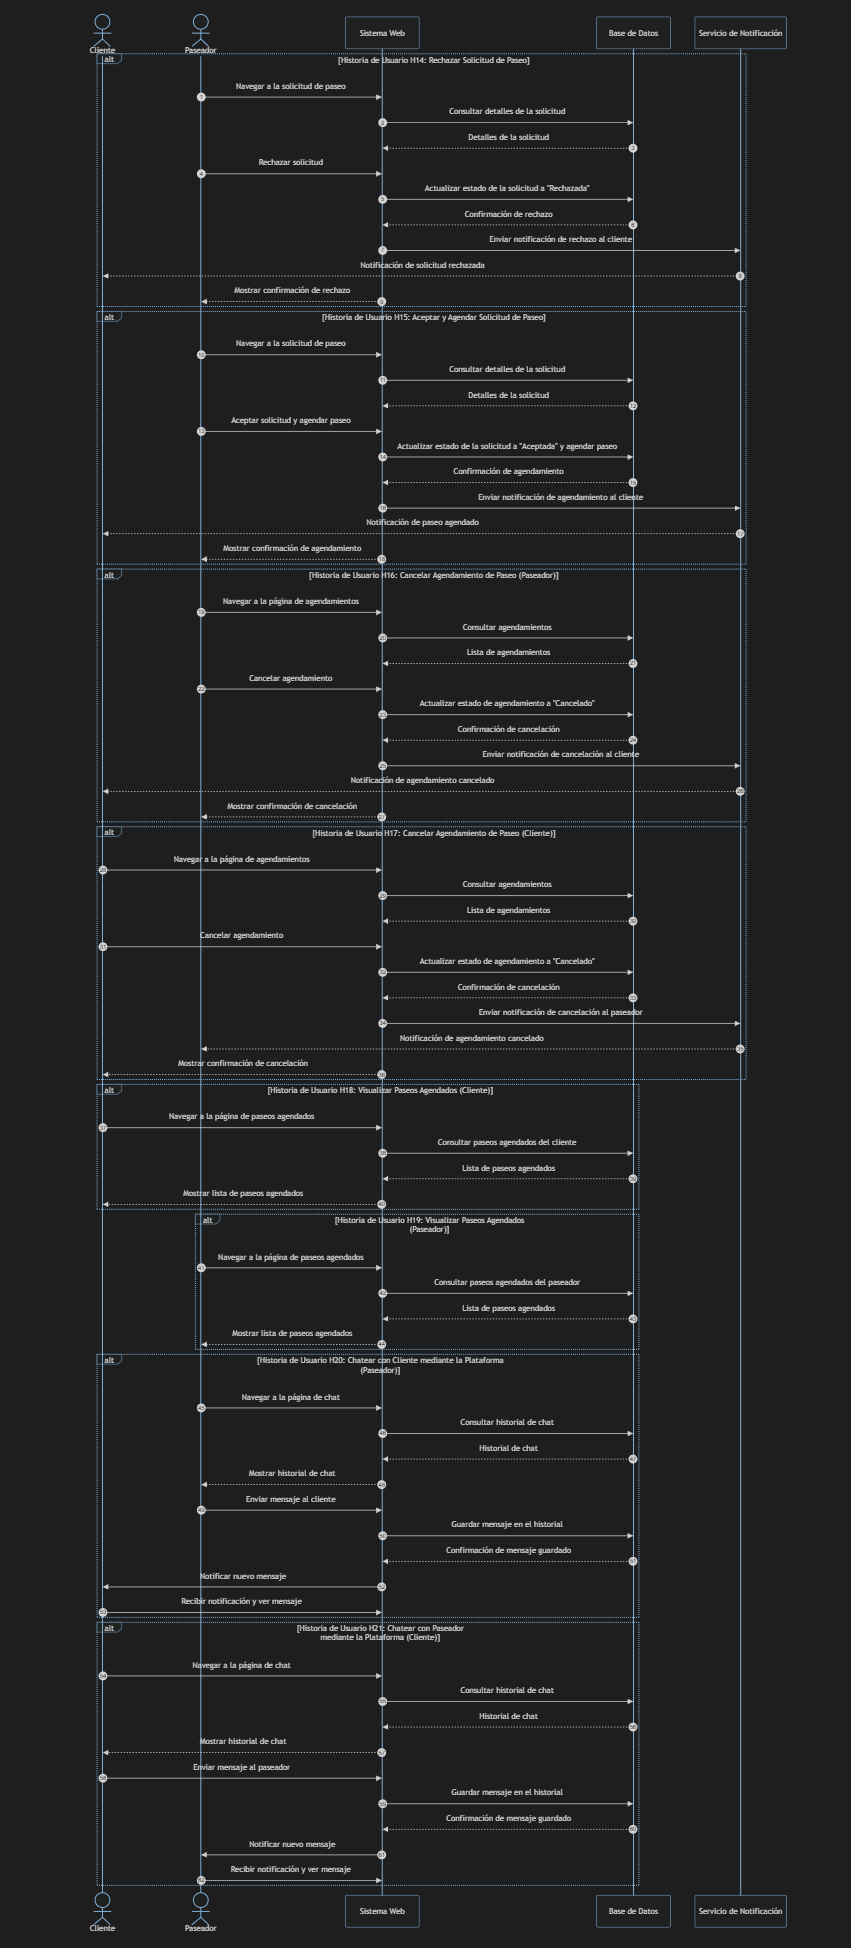 Cliente
Paseador
Sistema Web
Base de Datos
Servicio de Notificación
alt
[Historia de Usuario H14: Rechazar Solicitud de Paseo]
Navegar a la solicitud de paseo
1
Consultar detalles de la solicitud
2
Detalles de la solicitud
3
Rechazar solicitud
4
Actualizar estado de la solicitud a "Rechazada"
5
Confirmación de rechazo
6
Enviar notificación de rechazo al cliente
7
Notificación de solicitud rechazada
8
Mostrar confirmación de rechazo
9
alt
[Historia de Usuario H15: Aceptar y Agendar Solicitud de Paseo]
Navegar a la solicitud de paseo
10
Consultar detalles de la solicitud
11
Detalles de la solicitud
12
Aceptar solicitud y agendar paseo
13
Actualizar estado de la solicitud a "Aceptada" y agendar paseo
14
Confirmación de agendamiento
15
Enviar notificación de agendamiento al cliente
16
Notificación de paseo agendado
17
Mostrar confirmación de agendamiento
18
alt
[Historia de Usuario H16: Cancelar Agendamiento de Paseo (Paseador)]
Navegar a la página de agendamientos
19
Consultar agendamientos
20
Lista de agendamientos
21
Cancelar agendamiento
22
Actualizar estado de agendamiento a "Cancelado"
23
Confirmación de cancelación
24
Enviar notificación de cancelación al cliente
25
Notificación de agendamiento cancelado
26
Mostrar confirmación de cancelación
27
alt
[Historia de Usuario H17: Cancelar Agendamiento de Paseo (Cliente)]
Navegar a la página de agendamientos
28
Consultar agendamientos
29
Lista de agendamientos
30
Cancelar agendamiento
31
Actualizar estado de agendamiento a "Cancelado"
32
Confirmación de cancelación
33
Enviar notificación de cancelación al paseador
34
Notificación de agendamiento cancelado
35
Mostrar confirmación de cancelación
36
alt
[Historia de Usuario H18: Visualizar Paseos Agendados (Cliente)]
Navegar a la página de paseos agendados
37
Consultar paseos agendados del cliente
38
Lista de paseos agendados
39
Mostrar lista de paseos agendados
40
alt
[Historia de Usuario H19: Visualizar Paseos Agendados
(Paseador)]
Navegar a la página de paseos agendados
41
Consultar paseos agendados del paseador
42
Lista de paseos agendados
43
Mostrar lista de paseos agendados
44
alt
[Historia de Usuario H20: Chatear con Cliente mediante la Plataforma
(Paseador)]
Navegar a la página de chat
45
Consultar historial de chat
46
Historial de chat
47
Mostrar historial de chat
48
Enviar mensaje al cliente
49
Guardar mensaje en el historial
50
Confirmación de mensaje guardado
51
Notificar nuevo mensaje
52
Recibir notificación y ver mensaje
53
alt
[Historia de Usuario H21: Chatear con Paseador
mediante la Plataforma (Cliente)]
Navegar a la página de chat
54
Consultar historial de chat
55
Historial de chat
56
Mostrar historial de chat
57
Enviar mensaje al paseador
58
Guardar mensaje en el historial
59
Confirmación de mensaje guardado
60
Notificar nuevo mensaje
61
Recibir notificación y ver mensaje
62
Cliente
Paseador
Sistema Web
Base de Datos
Servicio de Notificación